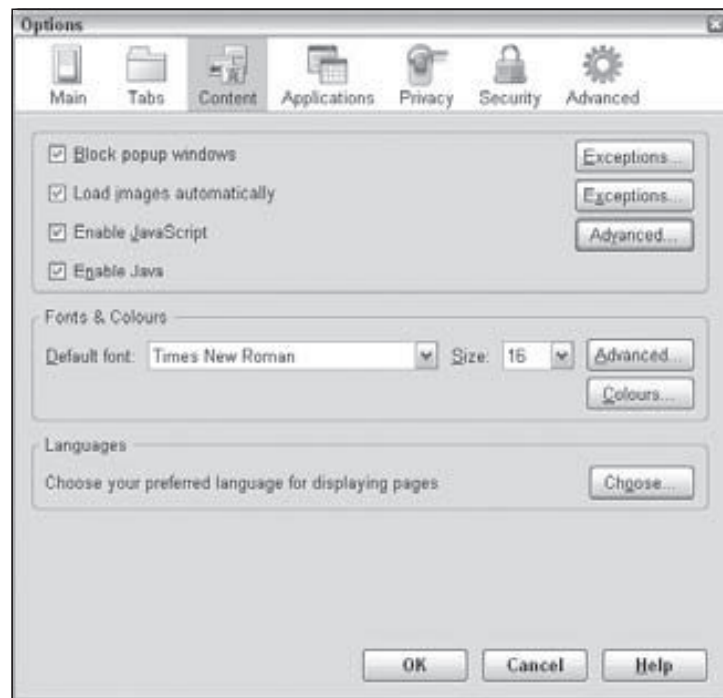 Options
Main Tabs Content Applications Privacy Security Advanced
Block popup windows Exceptions...
Load images automatically Exceptions...
Enable JavaScript Advanced...
Enable Java
Fonts & Colours
Default font: Times New Roman Size: 16 Advanced...
Colours...
Languages
Choose your preferred language for displaying pages Choose...
OK Cancel Help